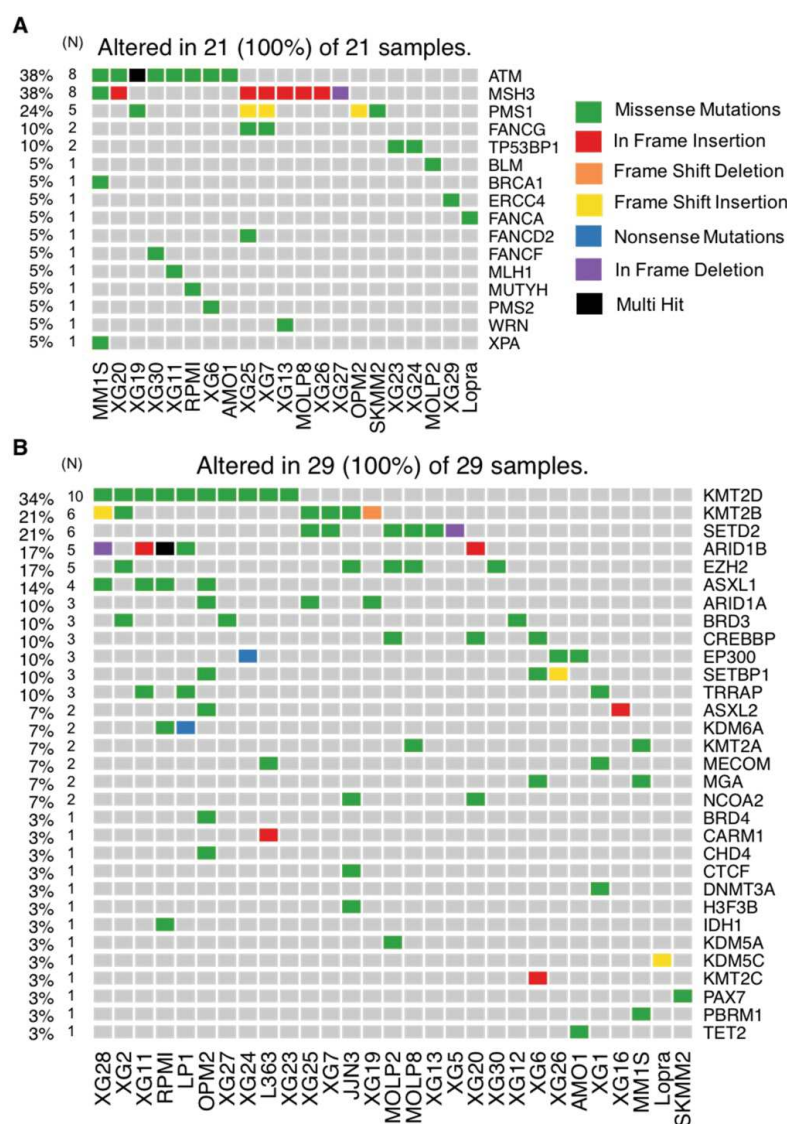 A
(N)
Altered in 21 (100%) of 21 samples.
38% 8 ATM
38% 8 MSH3
24% 5 PMS1
10% 2 FANCG
10% 2 TP53BP1
5% 1 BLM
5% 1 BRCA1
5% 1 ERCC4
5% 1 FANCA
5% 1 FANCD2
5% 1 FANCF
5% 1 MLH1
5% 1 MUTYH
5% 1 PMS2
5% 1 WRN
5% 1 XPA
MM1S XG20 XG19 XG30 XG11 RPMI XG6 AMO1 XG25 XG7 XG13 MOLP8 XG26 XG27 OPM2 SKMM2 XG23 XG24 MOLP2 XG29 Lopra
Missense Mutations
In Frame Insertion
Frame Shift Deletion
Frame Shift Insertion
Nonsense Mutations
In Frame Deletion
Multi Hit
B
(N)
Altered in 29 (100%) of 29 samples.
34% 10 KMT2D
21% 6 KMT2B
21% 6 SETD2
17% 5 ARID1B
17% 5 EZH2
14% 4 ASXL1
10% 3 ARID1A
10% 3 BRD3
10% 3 CREBBP
10% 3 EP300
10% 3 SETBP1
10% 3 TRRAP
7% 2 ASXL2
7% 2 KDM6A
7% 2 KMT2A
7% 2 MECOM
7% 2 MGA
7% 2 NCOA2
3% 1 BRD4
3% 1 CARM1
3% 1 CHD4
3% 1 CTCF
3% 1 DNMT3A
3% 1 H3F3B
3% 1 IDH1
3% 1 KDM5A
3% 1 KDM5C
3% 1 KMT2C
3% 1 PAX7
3% 1 PBRM1
3% 1 TET2
XG28 XG2 XG11 RPMI LP1 OPM2 XG27 XG24 L363 XG23 XG25 XG7 JJN3 XG19 MOLP2 MOLP8 XG13 XG5 XG20 XG30 XG12 XG6 XG26 AMO1 XG1 XG16 MM1S Lopra SKMM2